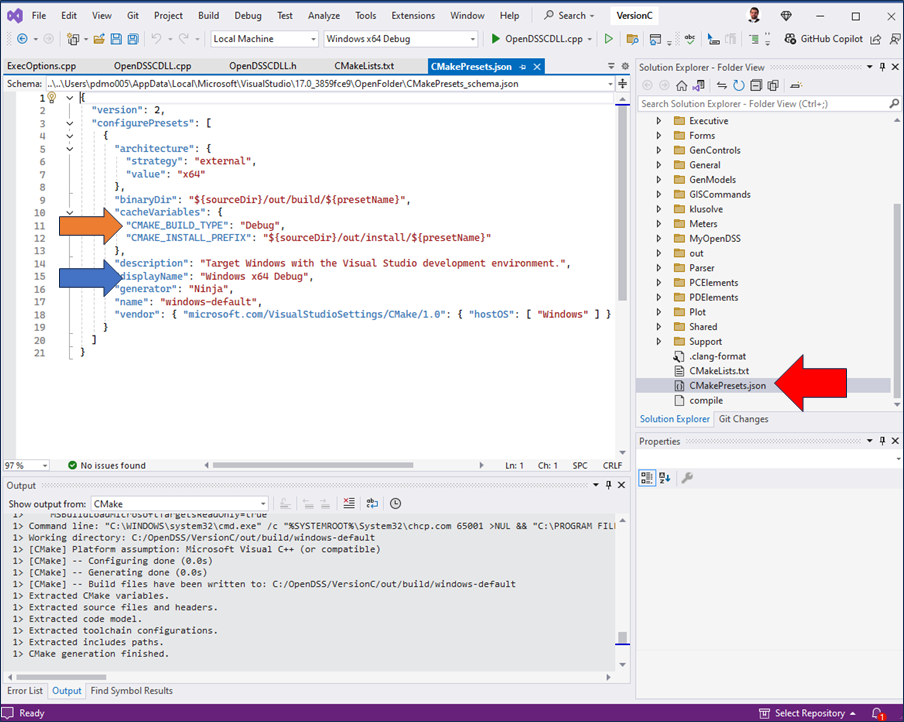 File Edit View Git Project Build Debug Test Analyze Tools Extensions Window Help Search VersionC
Local Machine Windows x64 Debug OpenDSSCDLL.cpp GitHub Copilot
ExecOptions.cpp OpenDSSCDLL.cpp OpenDSSCDLL.h CMakeLists.txt CMakePresets.json
Schema: ..\..\Users\pdmo005\AppData\Local\Microsoft\VisualStudio\17.0_3859fce9\OpenFolder\CMakePresets_schema.json
1 {
2 "version": 2,
3 "configurePresets": [
4 {
5 "architecture": {
6 "strategy": "external",
7 "value": "x64"
8 },
9 "binaryDir": "${sourceDir}/out/build/${presetName}",
10 "cacheVariables": {
11 "CMAKE_BUILD_TYPE": "Debug",
12 "CMAKE_INSTALL_PREFIX": "${sourceDir}/out/install/${presetName}"
13 },
14 "description": "Target Windows with the Visual Studio development environment.",
15 displayName": "Windows x64 Debug",
16 "generator": "Ninja",
17 "name": "windows-default",
18 "vendor": { "microsoft.com/VisualStudioSettings/CMake/1.0": { "hostOS": [ "Windows" ] }
19 }
20 ]
21 }
97 % No issues found Ln: 1 Ch: 1 SPC CRLF
Output
Show output from: CMake
1> MSBuildLoadMicrosoftTargetsReadOnly=true
1> Command line: "C:\WINDOWS\system32\cmd.exe" /c "%SYSTEMROOT%\System32\chcp.com 65001 >NUL && "C:\PROGRAM FIL
1> Working directory: C:/OpenDSS/VersionC/out/build/windows-default
1> [CMake] Platform assumption: Microsoft Visual C++ (or compatible)
1> [CMake] -- Configuring done (0.0s)
1> [CMake] -- Generating done (0.0s)
1> [CMake] -- Build files have been written to: C:/OpenDSS/VersionC/out/build/windows-default
1> Extracted CMake variables.
1> Extracted source files and headers.
1> Extracted code model.
1> Extracted toolchain configurations.
1> Extracted includes paths.
1> CMake generation finished.
Error List Output Find Symbol Results
Solution Explorer - Folder View
Search Solution Explorer - Folder View (Ctrl+;)
Executive
Forms
GenControls
General
GenModels
GISCommands
klusolve
Meters
MyOpenDSS
out
Parser
PCElements
PDElements
Plot
Shared
Support
.clang-format
CMakeLists.txt
CMakePresets.json
compile
Solution Explorer Git Changes
Properties
Ready Select Repository 1